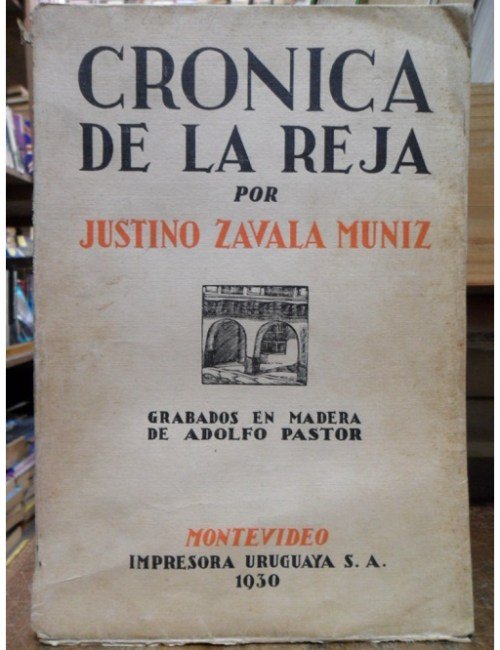 CRONICA
DE LA REJA
POR
JUSTINO ZAVALA MUNIZ
GRABADOS EN MADERA
DE ADOLFO PASTOR
MONTEVIDEO
IMPRESORA URUGUAYA S. A.
1930